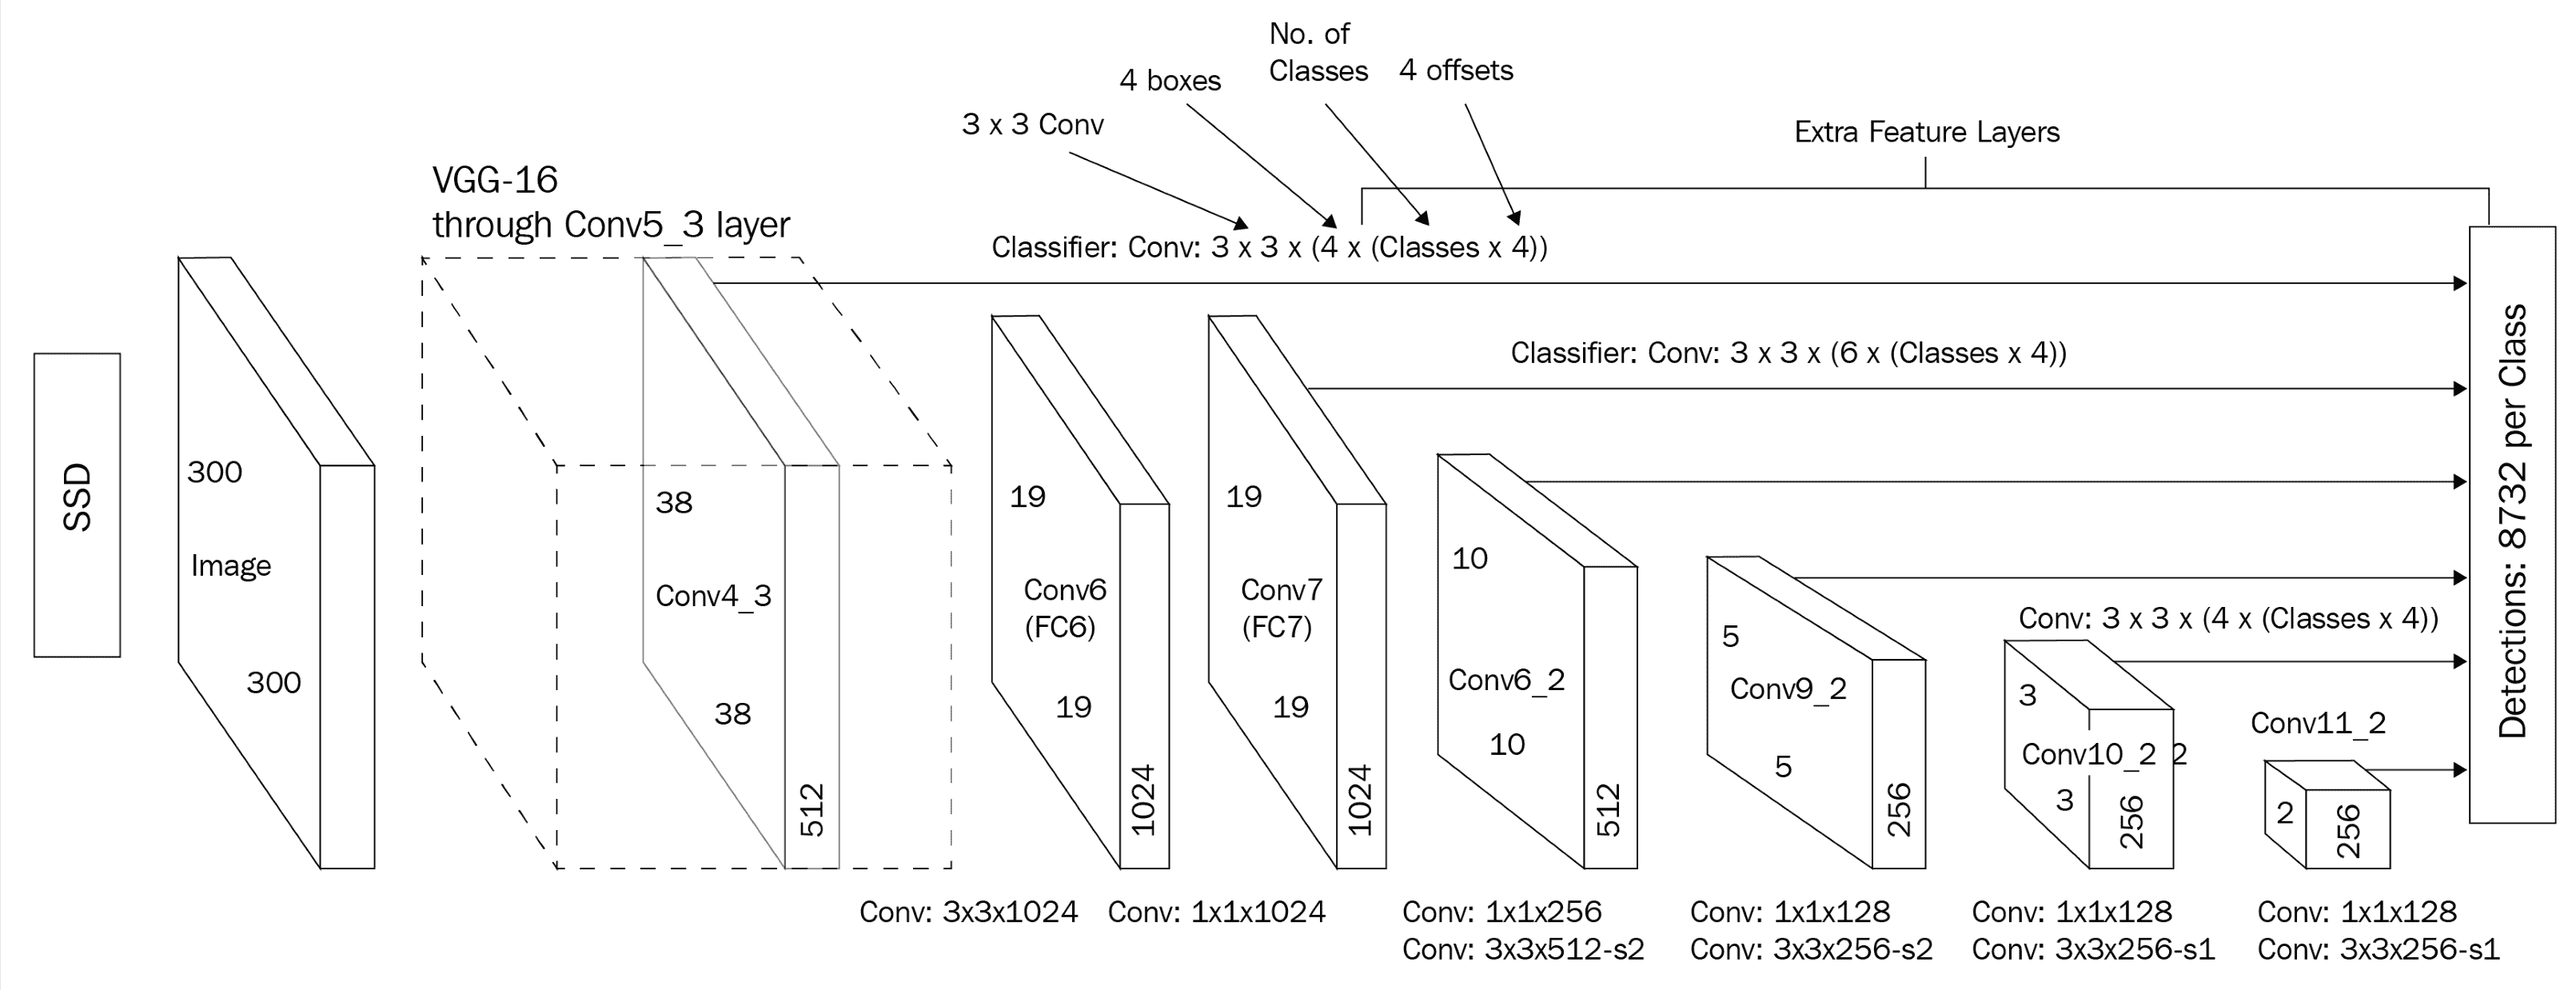 No. of
Classes
4 offsets
4 boxes
3 x 3 Conv
Extra Feature Layers
VGG-16
through Conv5_3 layer
Classifier: Conv: 3 x 3 x (4 x (Classes x 4))
Classifier: Conv: 3 x 3 x (6 x (Classes x 4))
SSD
300
Image
300
38
Conv4_3
38
512
19
Conv6
(FC6)
19
1024
19
Conv7
(FC7)
19
1024
10
Conv6_2
10
512
5
Conv9_2
5
256
Conv: 3 x 3 x (4 x (Classes x 4))
3
Conv10_2 2
3
256
Conv11_2
2
256
Detections: 8732 per Class
Conv: 3x3x1024
Conv: 1x1x1024
Conv: 1x1x256
Conv: 3x3x512-s2
Conv: 1x1x128
Conv: 3x3x256-s2
Conv: 1x1x128
Conv: 3x3x256-s1
Conv: 1x1x128
Conv: 3x3x256-s1